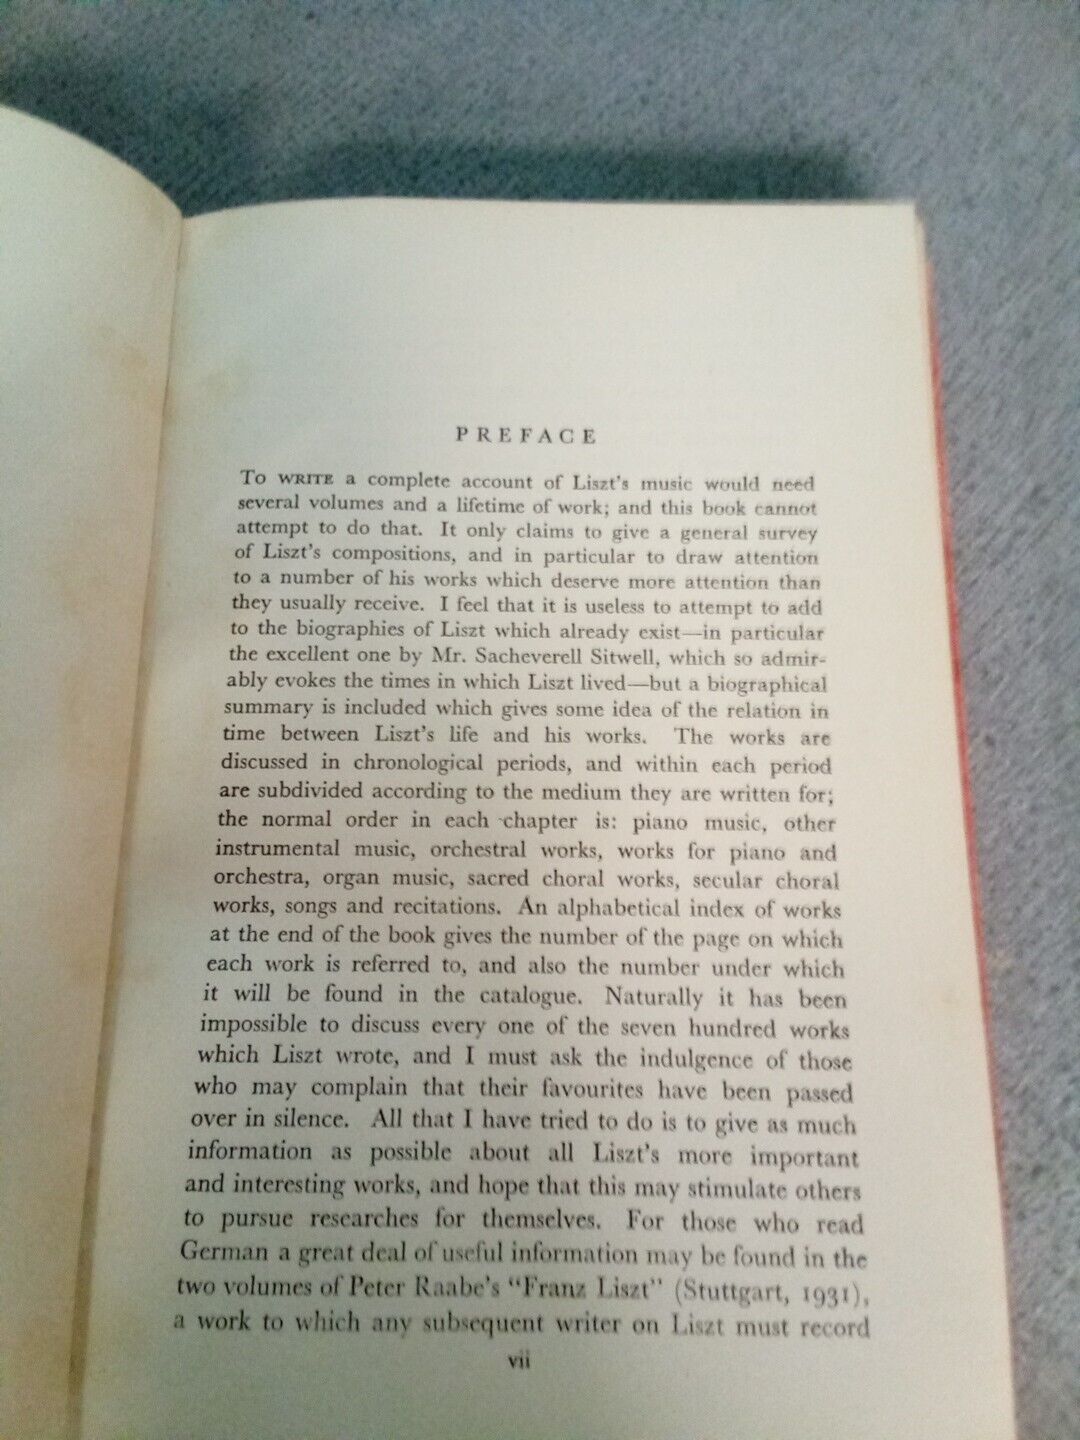 PREFACE
To WRITE a complete account of Liszt's music would need
several volumes and a lifetime of work; and this book cannot
attempt to do that. It only claims to give a general survey
of Liszt's compositions, and in particular to draw attention
to a number of his works which deserve more attention than
they usually receive. I feel that it is useless to attempt to add
to the biographies of Liszt which already exist—in particular
the excellent one by Mr. Sacheverell Sitwell, which so admir-
ably evokes the times in which Liszt lived—but a biographical
summary is included which gives some idea of the relation in
time between Liszt's life and his works. The works are
discussed in chronological periods, and within each period
are subdivided according to the medium they are written for;
the normal order in each chapter is: piano music, other
instrumental music, orchestral works, works for piano and
orchestra, organ music, sacred choral works, secular choral
works, songs and recitations. An alphabetical index of works
at the end of the book gives the number of the page on which
each work is referred to, and also the number under which
it will be found in the catalogue. Naturally it has been
impossible to discuss every one of the seven hundred works
which Liszt wrote, and I must ask the indulgence of those
who may complain that their favourites have been passed
over in silence. All that I have tried to do is to give as much
information as possible about all Liszt's more important
and interesting works, and hope that this may stimulate others
to pursue researches for themselves. For those who read
German a great deal of useful information may be found in the
two volumes of Peter Raabe's "Franz Liszt" (Stuttgart, 1931),
a work to which any subsequent writer on Liszt must record
vii